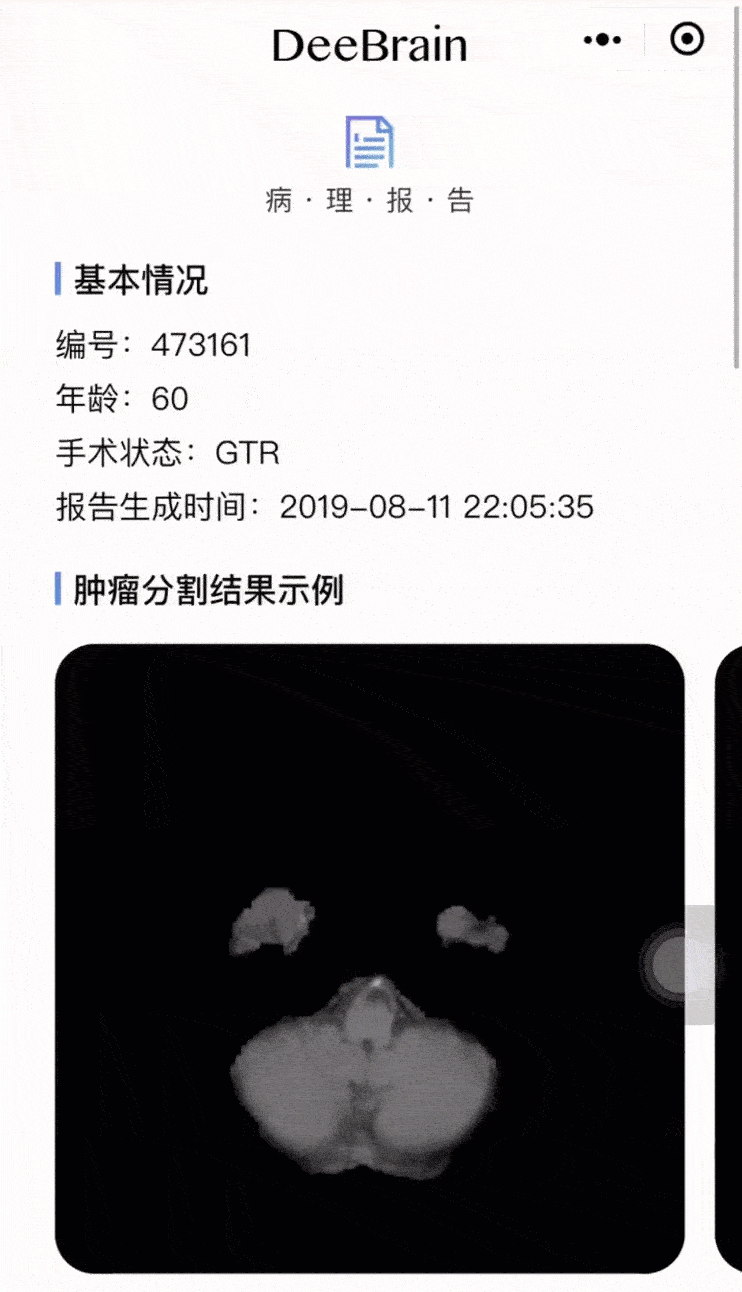 DeeBrain
病·理·报·告
基本情况
编号：473161
年龄：60
手术状态：GTR
报告生成时间：2019-08-11 22:05:35
肿瘤分割结果示例